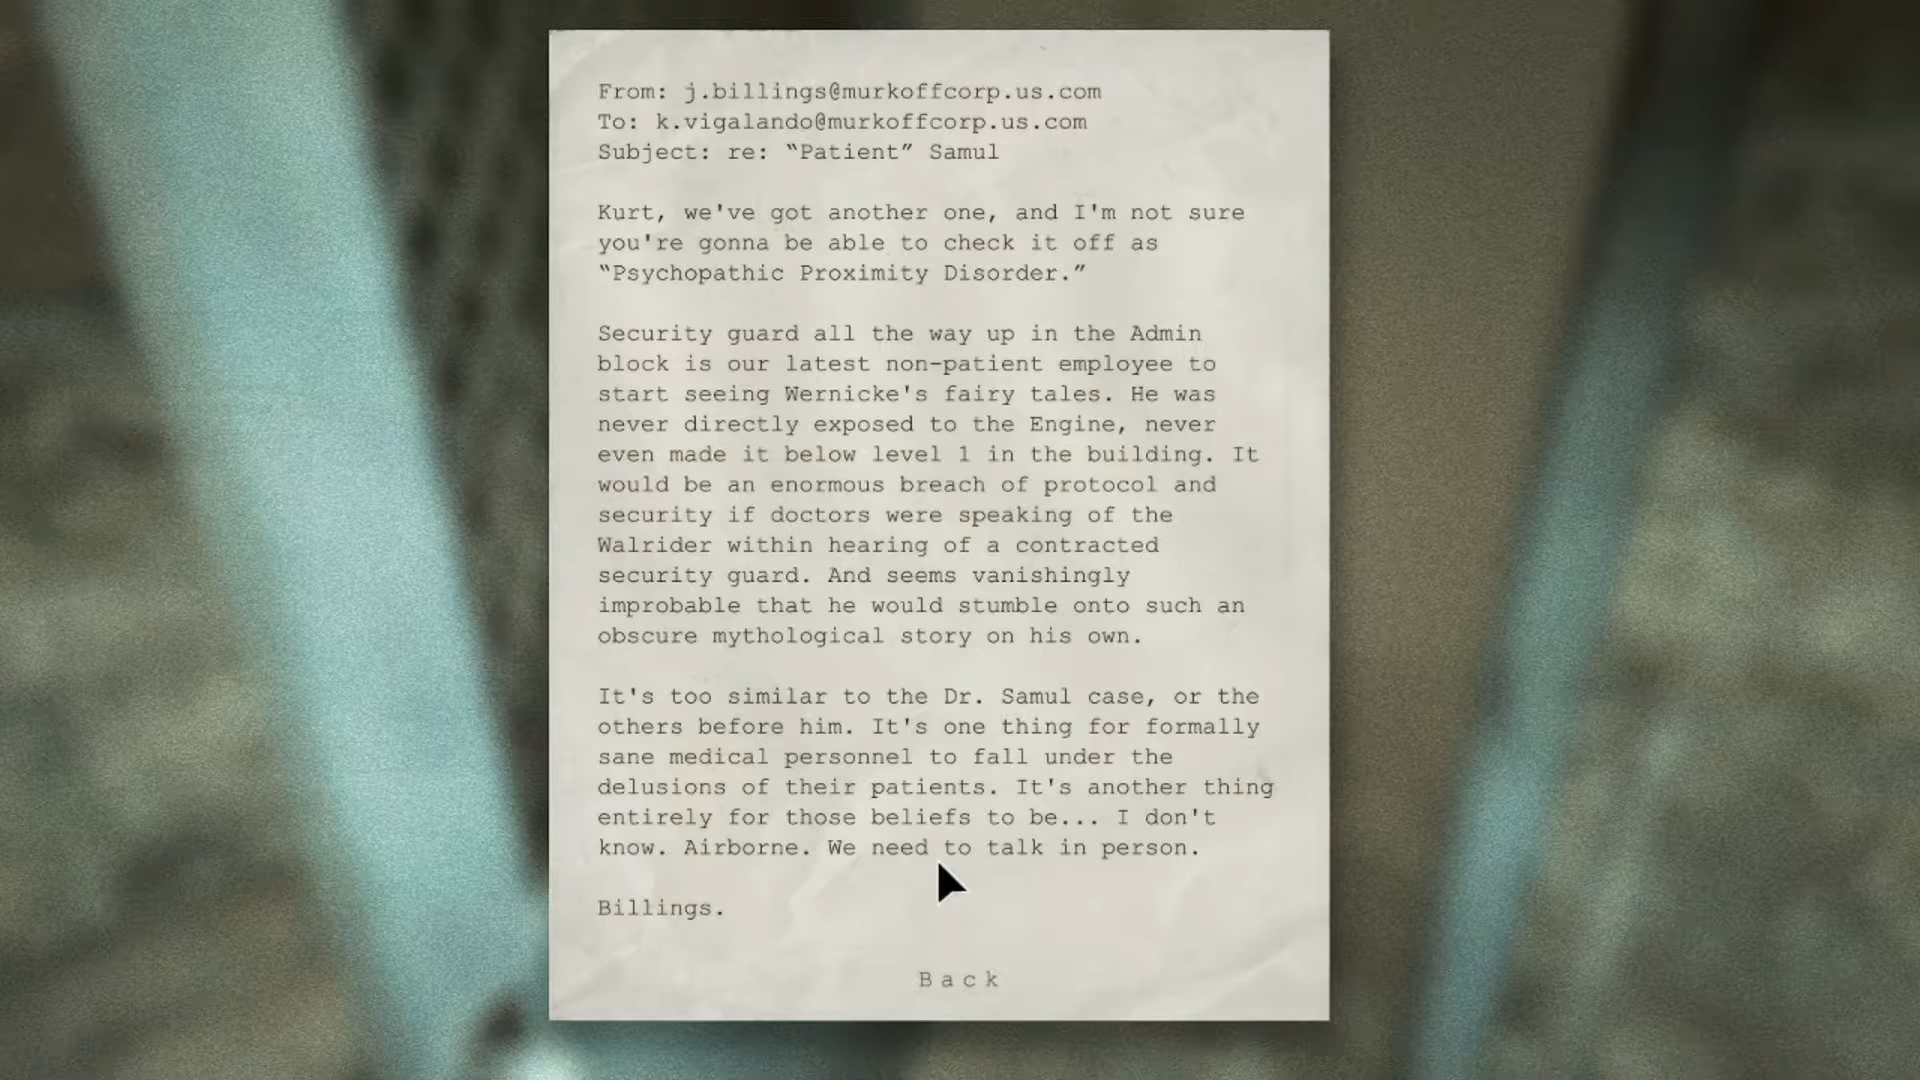 From: j.billings@murkoffcorp.us.com
To: k.vigalando@murkoffcorp.us.com
Subject: re: “Patient” Samul
Kurt, we've got another one, and I'm not sure
you're gonna be able to check it off as
“Psychopathic Proximity Disorder.”
Security guard all the way up in the Admin
block is our latest non-patient employee to
start seeing Wernicke's fairy tales. He was
never directly exposed to the Engine, never
even made it below level 1 in the building. It
would be an enormous breach of protocol and
security if doctors were speaking of the
Walrider within hearing of a contracted
security guard. And seems vanishingly
improbable that he would stumble onto such an
obscure mythological story on his own.
It's too similar to the Dr. Samul case, or the
others before him. It's one thing for formally
sane medical personnel to fall under the
delusions of their patients. It's another thing
entirely for those beliefs to be... I don't
know. Airborne. We need to talk in person.
Billings.
Back